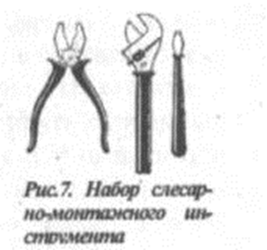 Рис.7. Набор слесар-
но-монтажного ин-
струмента